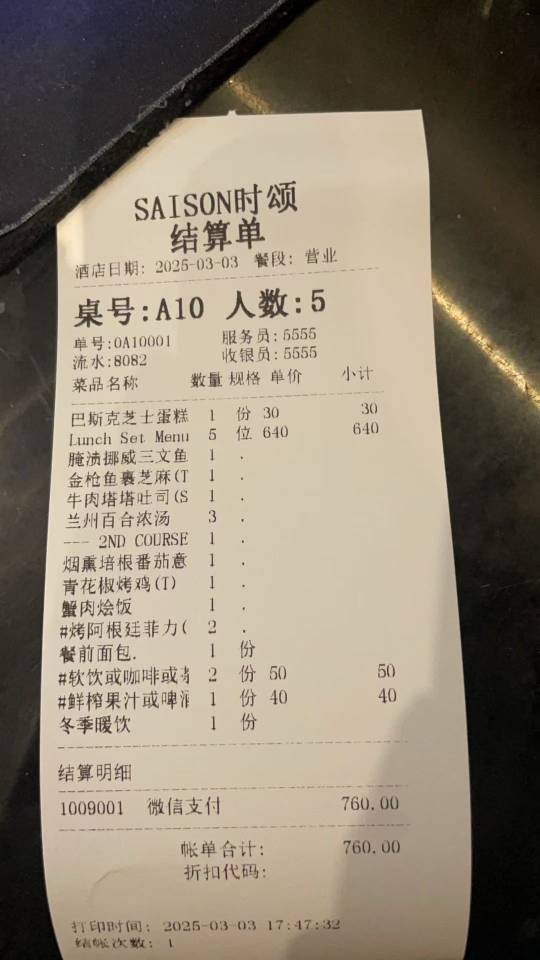 SAISON时颂
结算单
酒店日期: 2025-03-03 餐段: 营业
桌号:A10 人数:5
单号:0A10001 服务员:5555
流水:8082 收银员:5555
菜品名称 数量 规格 单价 小计
巴斯克芝士蛋糕 1 份 30 30
Lunch Set Menu 5 位 640 640
腌渍挪威三文鱼 1 .
金枪鱼裹芝麻(T 1 .
牛肉塔塔吐司(S 1 .
兰州百合浓汤 3 .
--- 2ND COURSE 1 .
烟熏培根番茄意 1 .
青花椒烤鸡(T) 1 .
蟹肉烩饭 1 .
#烤阿根廷菲力( 2 .
餐前面包. 1 份
#软饮或咖啡或茶 2 份 50 50
#鲜榨果汁或啤酒 1 份 40 40
冬季暖饮 1 份
结算明细
1009001 微信支付 760.00
帐单合计: 760.00
折扣代码:
打印时间: 2025-03-03 17:47:32
结帐次数: 1